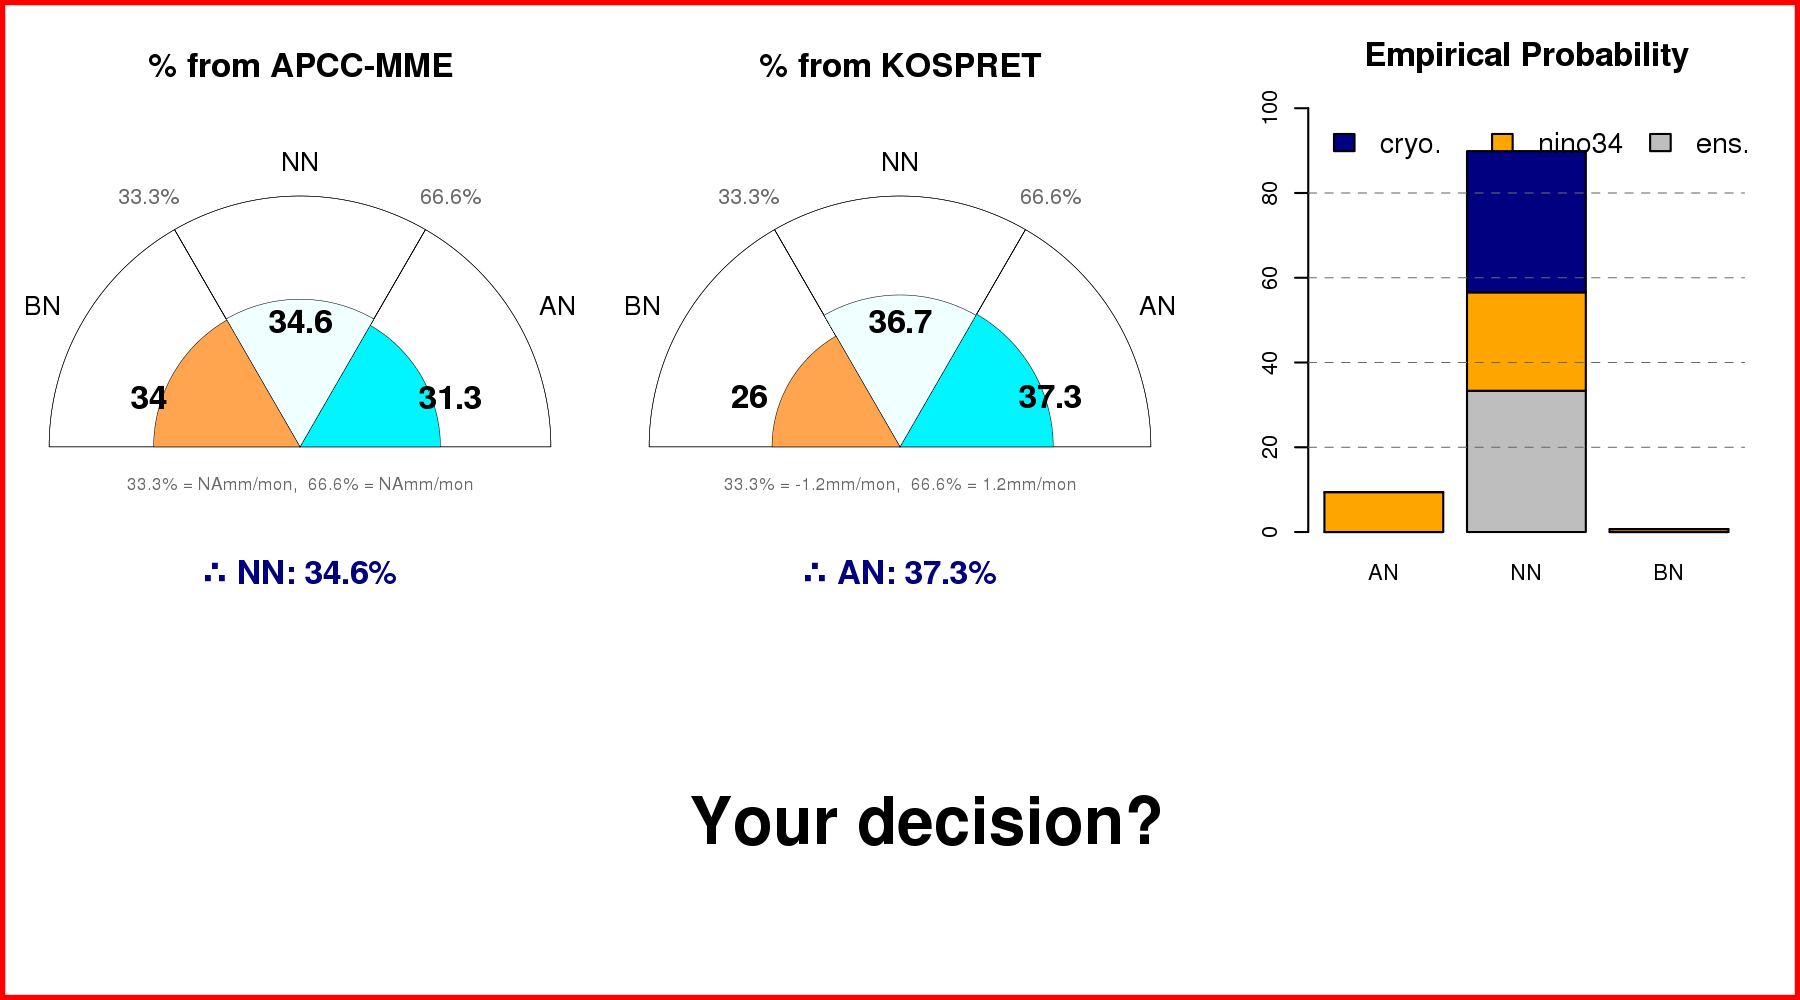 % from APCC-MME
NN
33.3%
66.6%
BN
AN
34.6
34
31.3
33.3% = NAmm/mon,  66.6% = NAmm/mon
∴ NN: 34.6%
% from KOSPRET
NN
33.3%
66.6%
BN
AN
36.7
26
37.3
33.3% = -1.2mm/mon,  66.6% = 1.2mm/mon
∴ AN: 37.3%
Empirical Probability
cryo.
nino34
ens.
100
80
60
40
20
0
AN
NN
BN
Your decision?